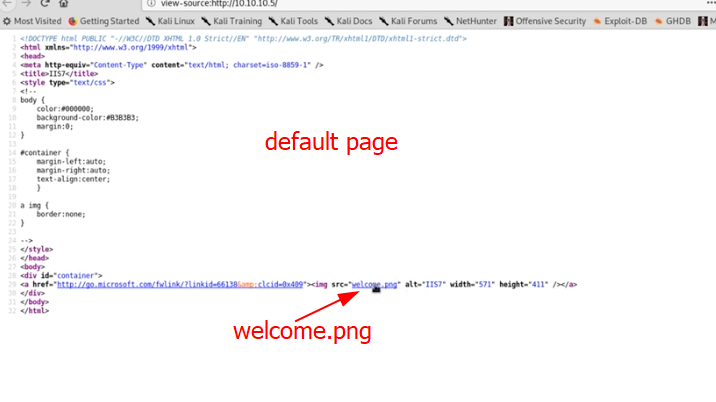 view-source:http://10.10.10.5/
Most Visited Getting Started Kali Linux Kali Training Kali Tools Kali Docs Kali Forums NetHunter Offensive Security Exploit-DB GHDB M
1 <!DOCTYPE html PUBLIC "-//W3C//DTD XHTML 1.0 Strict//EN" "http://www.w3.org/TR/xhtml1/DTD/xhtml1-strict.dtd">
2 <html xmlns="http://www.w3.org/1999/xhtml">
3 <head>
4 <meta http-equiv="Content-Type" content="text/html; charset=iso-8859-1" />
5 <title>IIS7</title>
6 <style type="text/css">
7 <!--
8 body {
9 color:#000000;
10 background-color:#B3B3B3;
11 margin:0;
12 }
13
14 #container {
15 margin-left:auto;
16 margin-right:auto;
17 text-align:center;
18 }
19
20 a img {
21 border:none;
22 }
23
24 -->
25 </style>
26 </head>
27 <body>
28 <div id="container">
29 <a href="http://go.microsoft.com/fwlink/?linkid=66138&amp;clcid=0x409"><img src="welcome.png" alt="IIS7" width="571" height="411" /></a>
30 </div>
31 </body>
32 </html>
default page
welcome.png